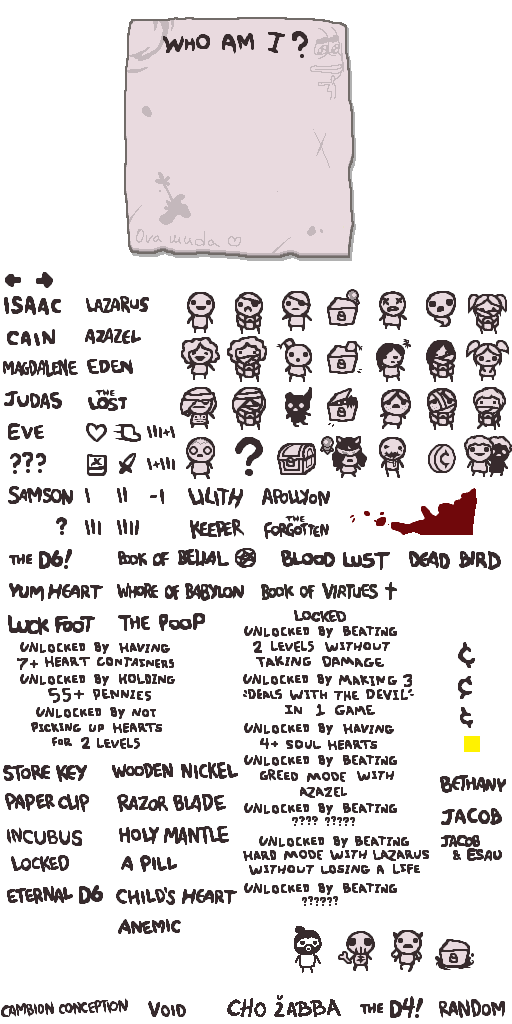 WHO AM I?
Ova muda ♡
ISAAC LAZARUS
CAIN AZAZEL
MAGDALENE EDEN
JUDAS THE LOST
EVE III+I
??? I+III
SAMSON I II -I LILITH APOLLYON
? III IIII KEEPER THE FORGOTTEN
THE D6! BOOK OF BELIAL BLOOD LUST DEAD BIRD
YUM HEART WHORE OF BABYLON BOOK OF VIRTUES †
LUCK FOOT THE POOP
UNLOCKED BY HAVING
7+ HEART CONTAINERS
UNLOCKED BY HOLDING
55+ PENNIES
UNLOCKED BY NOT
PICKING UP HEARTS
FOR 2 LEVELS
LOCKED
UNLOCKED BY BEATING
2 LEVELS WITHOUT
TAKING DAMAGE
UNLOCKED BY MAKING 3
"DEALS WITH THE DEVIL"
IN 1 GAME
UNLOCKED BY HAVING
4+ SOUL HEARTS
UNLOCKED BY BEATING
GREED MODE WITH
AZAZEL
UNLOCKED BY BEATING
???? ?????
UNLOCKED BY BEATING
HARD MODE WITH LAZARUS
WITHOUT LOSING A LIFE
UNLOCKED BY BEATING
??????
¢
¢
¢
STORE KEY WOODEN NICKEL
PAPER CLIP RAZOR BLADE
INCUBUS HOLY MANTLE
LOCKED A PILL
ETERNAL D6 CHILD'S HEART
ANEMIC
BETHANY
JACOB
JACOB
& ESAU
CAMBION CONCEPTION VOID CHO ŽABBA THE D4! RANDOM